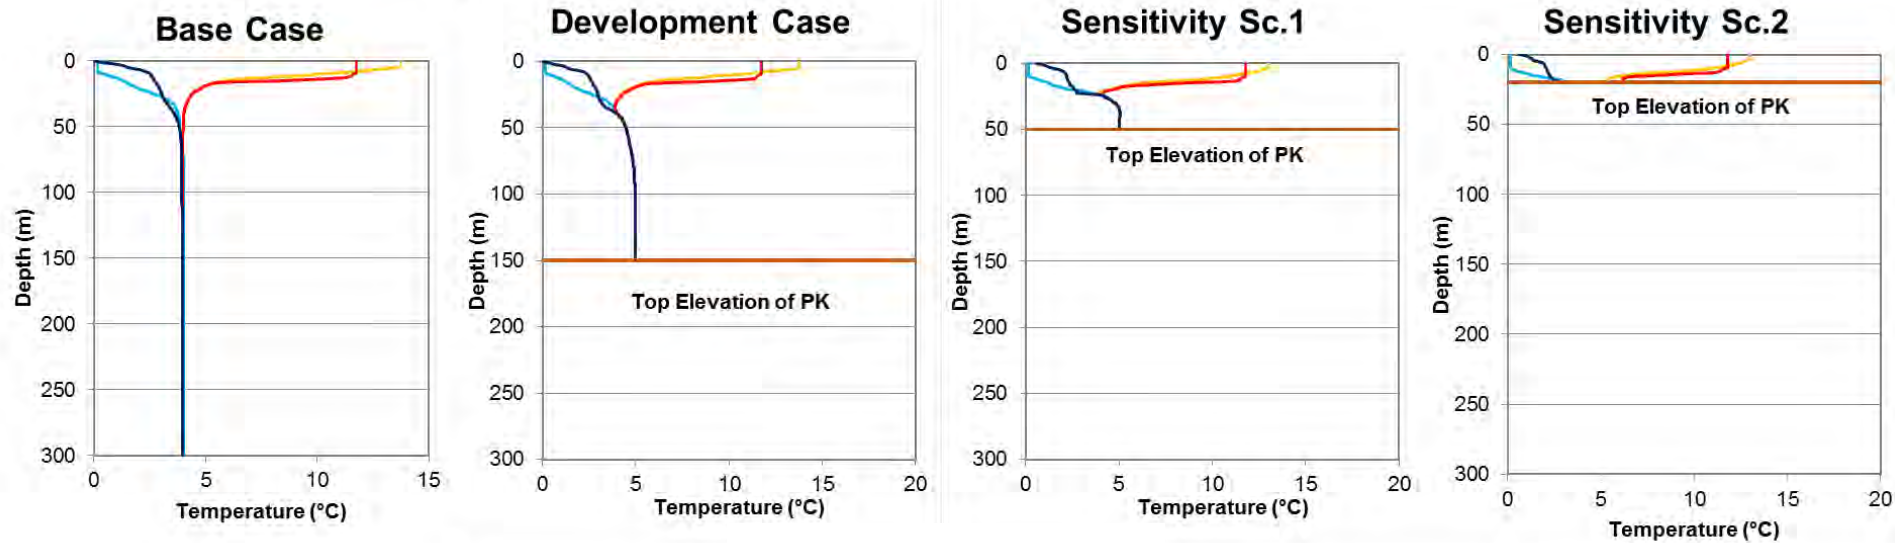 Base Case
0
50
100
150
200
250
300
Depth (m)
0 5 10 15
Temperature (°C)
Development Case
0
50
100
150
200
250
300
Depth (m)
Top Elevation of PK
0 5 10 15 20
Temperature (°C)
Sensitivity Sc.1
0
50
100
150
200
250
300
Depth (m)
Top Elevation of PK
0 5 10 15 20
Temperature (°C)
Sensitivity Sc.2
0
50
100
150
200
250
300
Depth (m)
Top Elevation of PK
0 5 10 15 20
Temperature (°C)